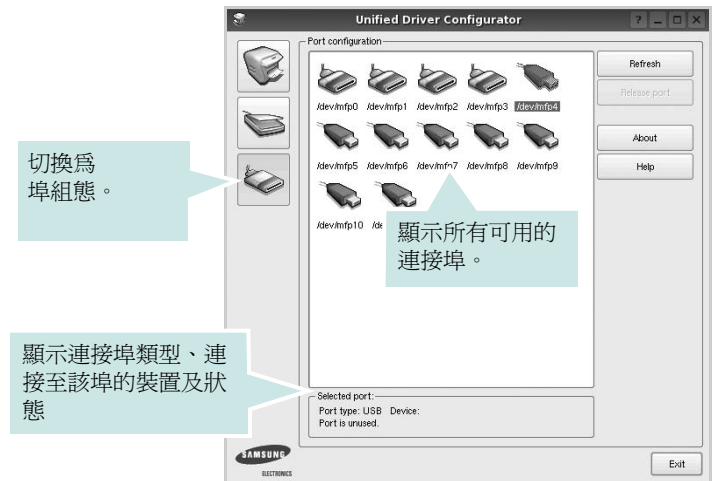 Unified Driver Configurator
Port configuration
/dev/mfp0 /dev/mfp1 /dev/mfp2 /dev/mfp3 /dev/mfp4
/dev/mfp5 /dev/mfp6 /dev/mfp7 /dev/mfp8 /dev/mfp9
/dev/mfp10
Refresh
Release port
About
Help
切換爲
埠組態。
顯示所有可用的
連接埠。
顯示連接埠類型、連
接至該埠的裝置及狀
態
Selected port:
Port type: USB Device:
Port is unused.
SAMSUNG
ELECTRONICS
Exit